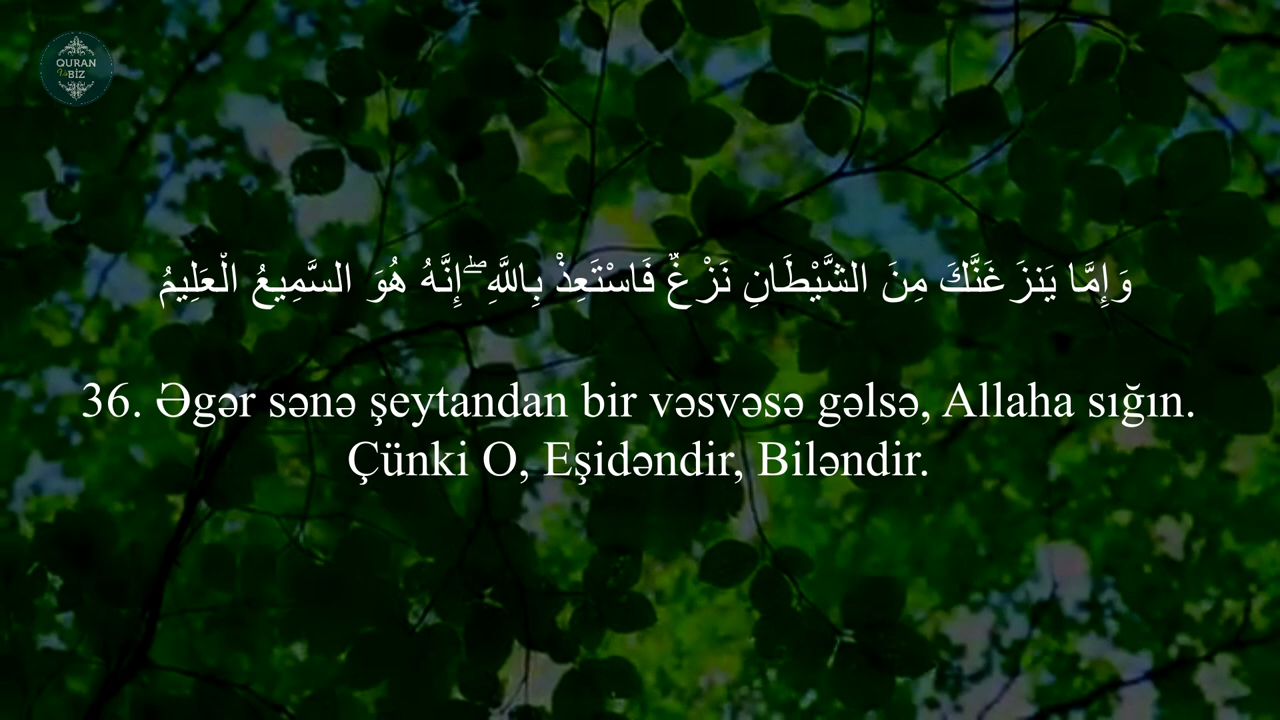 QURAN
Və
BİZ
وَإِمَّا يَنزَغَنَّكَ مِنَ الشَّيْطَانِ نَزْغٌ فَاسْتَعِذْ بِاللَّهِ ۖ إِنَّهُ هُوَ السَّمِيعُ الْعَلِيمُ
36. Əgər sənə şeytandan bir vəsvəsə gəlsə, Allaha sığın.
Çünki O, Eşidəndir, Biləndir.